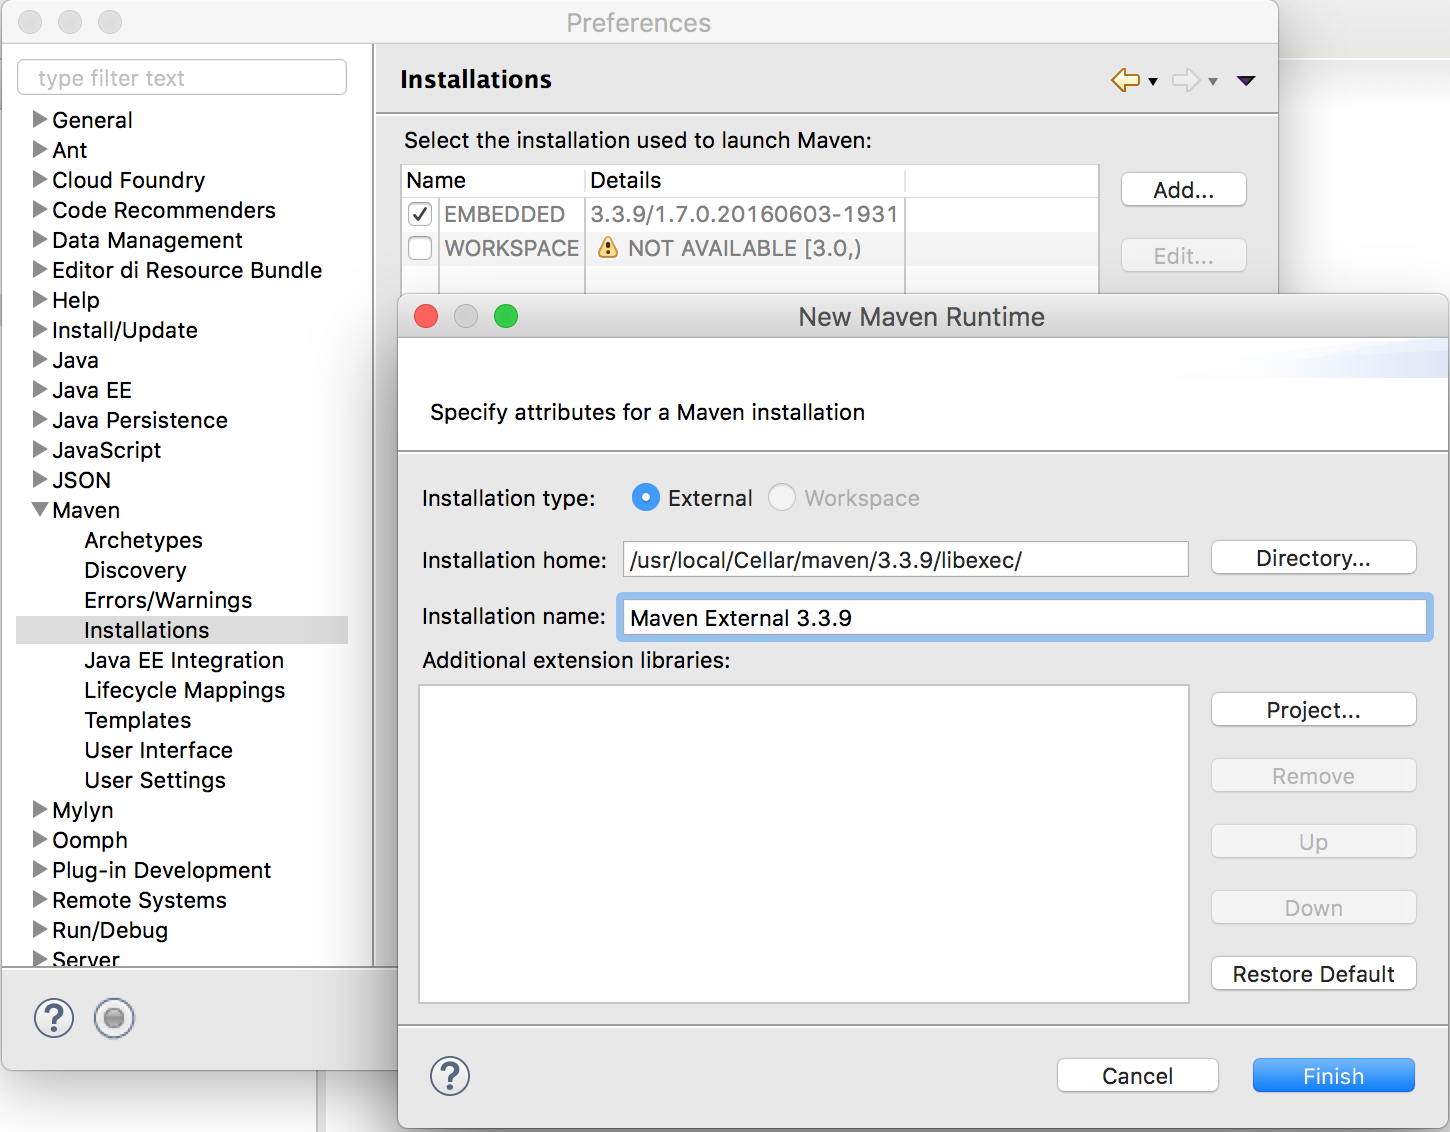 Preferences
type filter text
General
Ant
Cloud Foundry
Code Recommenders
Data Management
Editor di Resource Bundle
Help
Install/Update
Java
Java EE
Java Persistence
JavaScript
JSON
Maven
Archetypes
Discovery
Errors/Warnings
Installations
Java EE Integration
Lifecycle Mappings
Templates
User Interface
User Settings
Mylyn
Oomph
Plug-in Development
Remote Systems
Run/Debug
Server
Installations
Select the installation used to launch Maven:
Name Details
EMBEDDED 3.3.9/1.7.0.20160603-1931
WORKSPACE NOT AVAILABLE [3.0,)
Add...
Edit...
New Maven Runtime
Specify attributes for a Maven installation
Installation type: External Workspace
Installation home: /usr/local/Cellar/maven/3.3.9/libexec/ Directory...
Installation name: Maven External 3.3.9
Additional extension libraries:
Project...
Remove
Up
Down
Restore Default
Cancel Finish